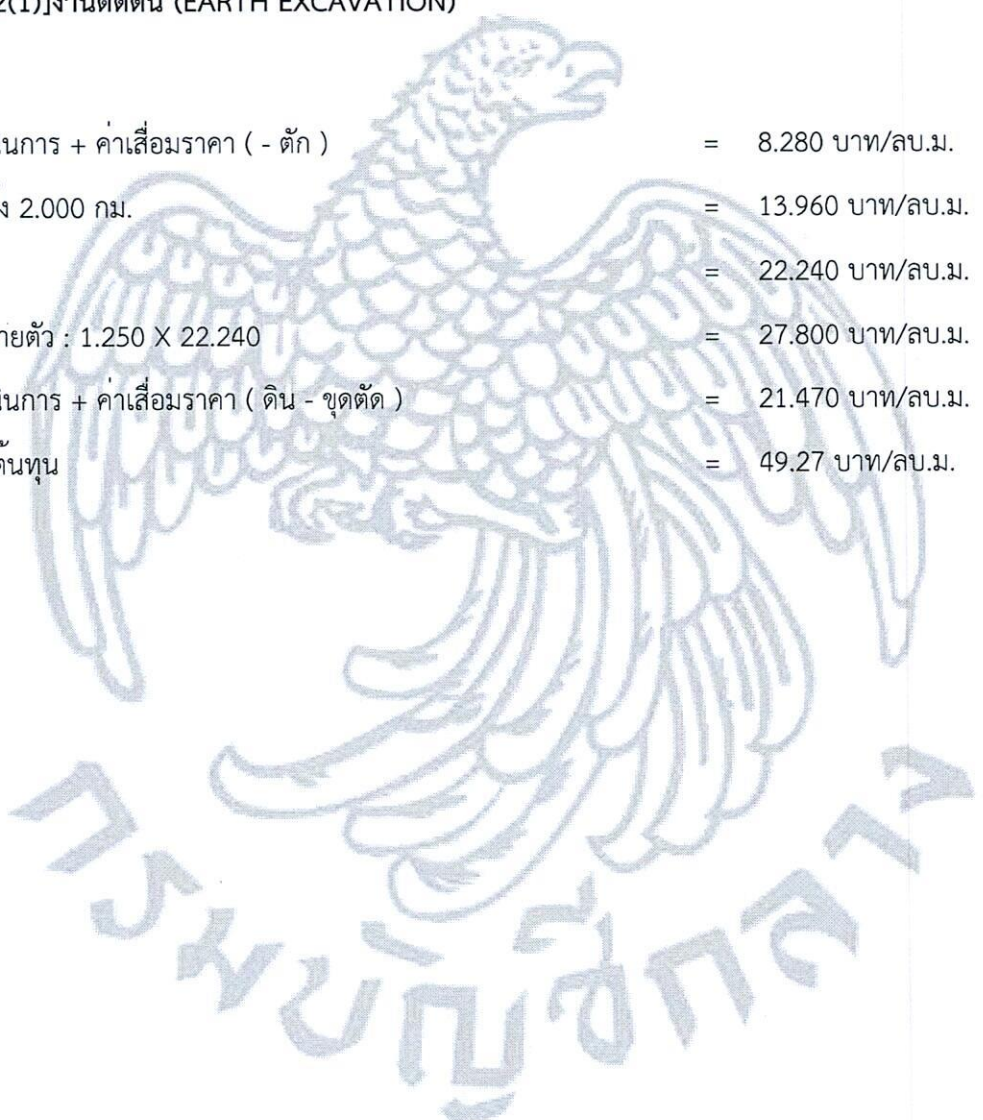 2(1)]งานตัดดิน (EARTH EXCAVATION)
นการ + ค่าเสื่อมราคา ( - ตัก ) = 8.280 บาท/ลบ.ม.
ง 2.000 กม. = 13.960 บาท/ลบ.ม.
= 22.240 บาท/ลบ.ม.
ายตัว : 1.250 X 22.240 = 27.800 บาท/ลบ.ม.
นินการ + ค่าเสื่อมราคา ( ดิน - ขุดตัด ) = 21.470 บาท/ลบ.ม.
ต้นทุน = 49.27 บาท/ลบ.ม.
กรมบัญชีกลาง